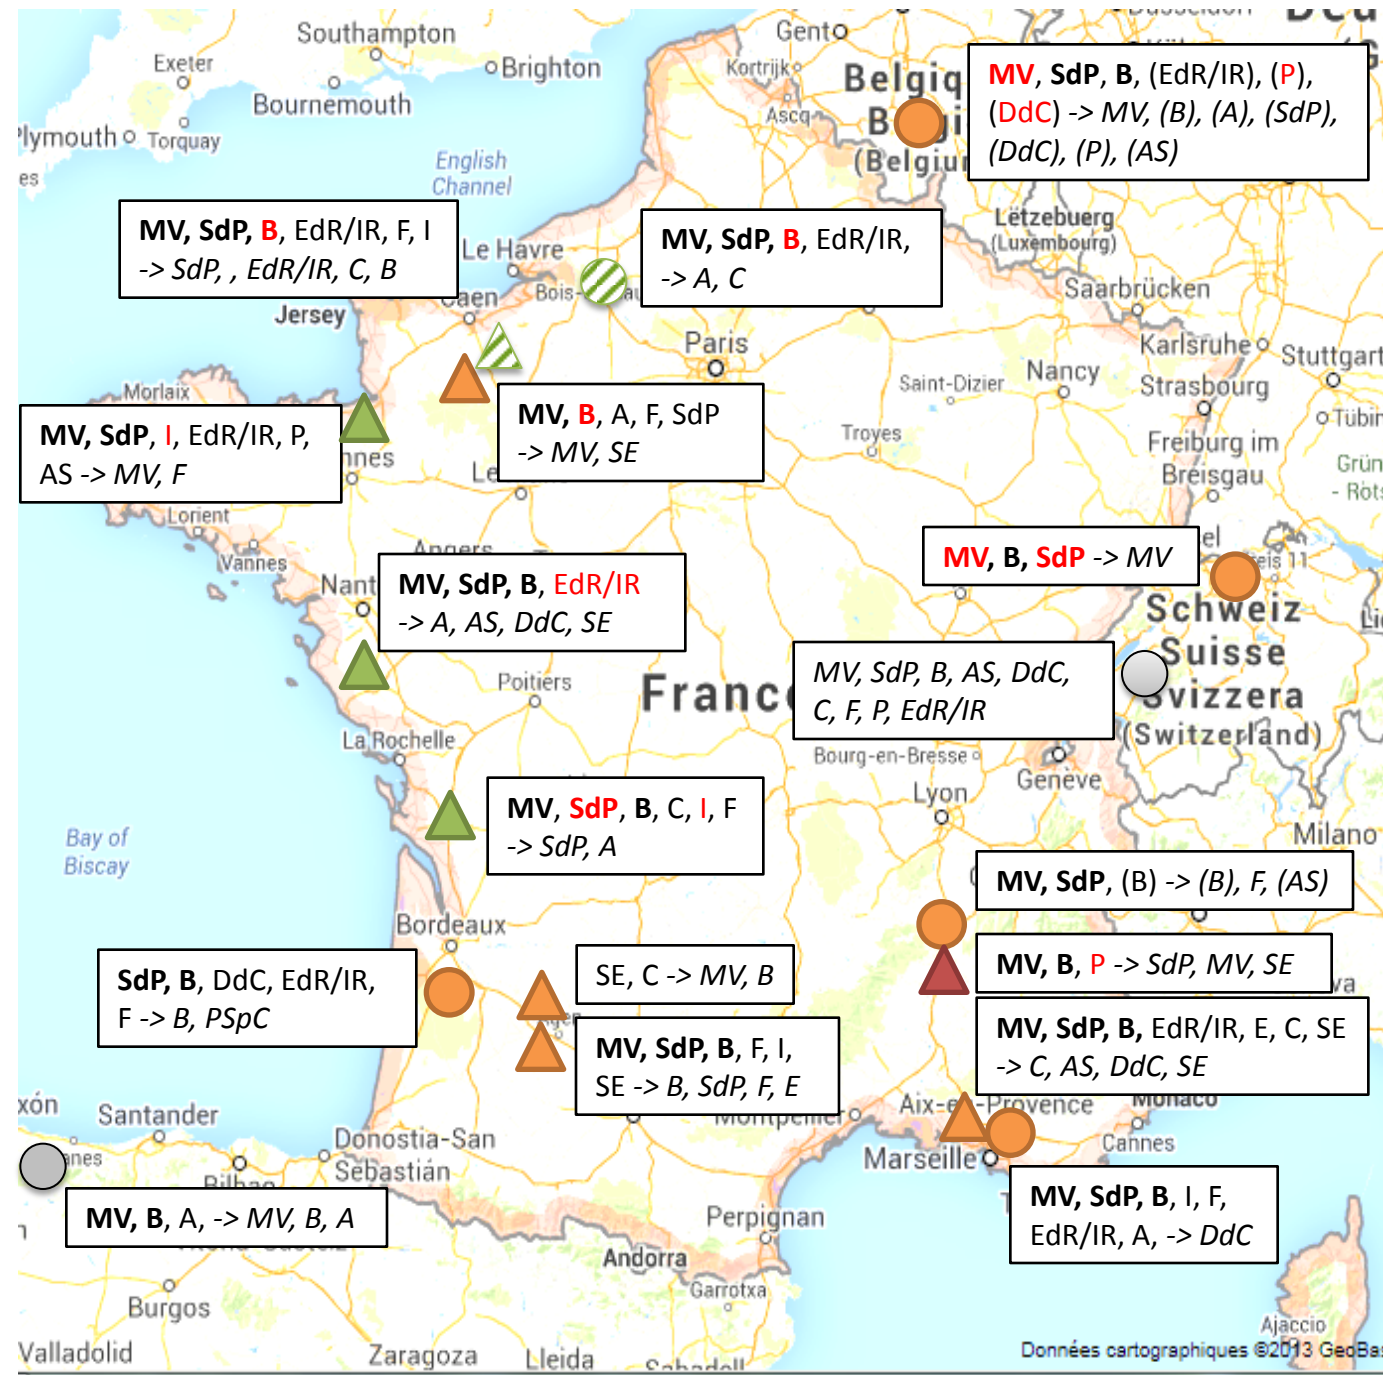 Southampton
Exeter
Brighton
Bournemouth
Torquay
English
Channel
Gent
Kortrijk
Ascq
(Belgium
MV, SdP, B, (EdR/IR), (P),
(DdC) -> MV, (B), (A), (SdP),
(DdC), (P), (AS)
MV, SdP, B, EdR/IR, F, I
-> SdP, , EdR/IR, C, B
MV, SdP, B, EdR/IR,
-> A, C
Lëtzebuerg
(Luxembourg)
Le Havre
Jersey
Saarbrücken
Paris
Karlsruhe
Stuttgart
Saint-Dizier
Nancy
Strasbourg
Morlaix
MV, SdP, I, EdR/IR, P,
AS -> MV, F
MV, B, A, F, SdP
-> MV, SE
Troyes
Freiburg im
Breisgau
Lorient
Vannes
Angers
MV, B, SdP -> MV
MV, SdP, B, EdR/IR
-> A, AS, DdC, SE
Schweiz
Suisse
Svizzera
(Switzerland)
MV, SdP, B, AS, DdC,
C, F, P, EdR/IR
Poitiers
La Rochelle
Bourg-en-Bresse
Genève
Lyon
Milano
MV, SdP, B, C, I, F
-> SdP, A
Bay of
Biscay
MV, SdP, (B) -> (B), F, (AS)
Bordeaux
SdP, B, DdC, EdR/IR,
F -> B, PSpC
SE, C -> MV, B
MV, B, P -> SdP, MV, SE
MV, SdP, B, F, I,
SE -> B, SdP, F, E
MV, SdP, B, EdR/IR, E, C, SE
-> C, AS, DdC, SE
Montpellier
Aix-en-Provence
Monaco
Cannes
Marseille
Santander
Donostia-San
Sebastián
Bilbao
MV, B, A, -> MV, B, A
MV, SdP, B, I, F,
EdR/IR, A, -> DdC
Perpignan
Andorra
Garrotxa
Burgos
Valladolid
Zaragoza
Lleida
Sabadell
Ajaccio
Données cartographiques ©2013 GeoBas